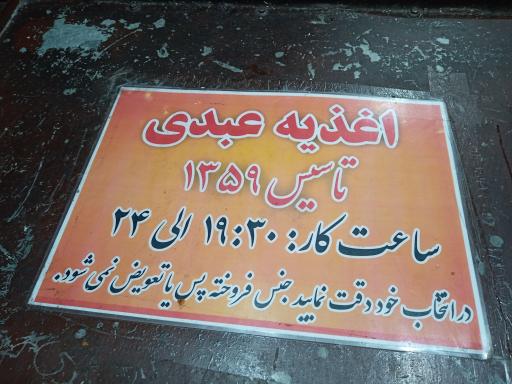 اغذیه عبدی
تاسیس ۱۳۵۹
ساعت کار: ۱۹:۳۰ الی ۲۴
در انتخاب خود دقت نمایید جنس فروخته پس یا تعویض نمی شود.